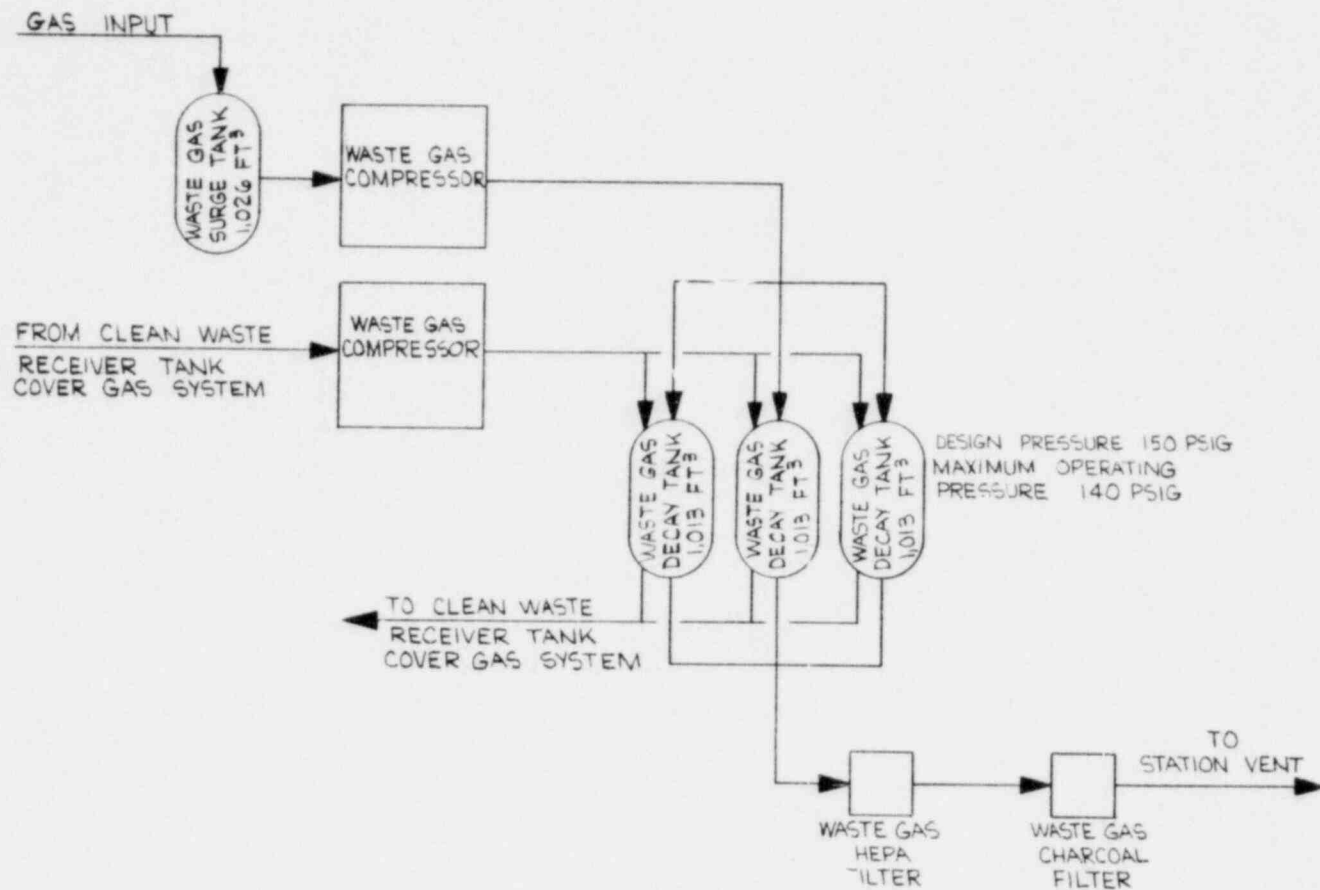 GAS INPUT
WASTE GAS
SURGE TANK
1,026 FT³
WASTE GAS
COMPRESSOR
FROM CLEAN WASTE
RECEIVER TANK
COVER GAS SYSTEM
WASTE GAS
COMPRESSOR
WASTE GAS
DECAY TANK
1,013 FT³
WASTE GAS
DECAY TANK
1,013 FT³
WASTE GAS
DECAY TANK
1,013 FT³
DESIGN PRESSURE 150 PSIG
MAXIMUM OPERATING
PRESSURE 140 PSIG
TO CLEAN WASTE
RECEIVER TANK
COVER GAS SYSTEM
TO
STATION VENT
WASTE GAS
HEPA
FILTER
WASTE GAS
CHARCOAL
FILTER